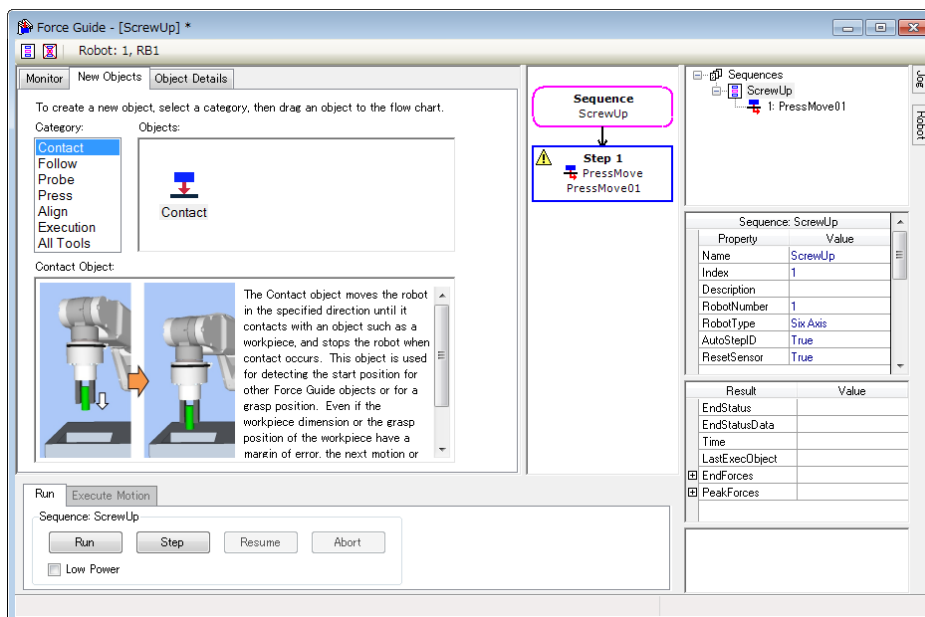 Force Guide - [ScrewUp] *
Robot: 1, RB1
Monitor New Objects Object Details
To create a new object, select a category, then drag an object to the flow chart.
Category: Objects:
Contact
Follow
Probe
Press
Align
Execution
All Tools
Contact
Contact Object:
The Contact object moves the robot
in the specified direction until it
contacts with an object such as a
workpiece, and stops the robot when
contact occurs. This object is used
for detecting the start position for
other Force Guide objects or for a
grasp position. Even if the
workpiece dimension or the grasp
position of the workpiece have a
margin of error, the next motion or
Sequence
ScrewUp
Step 1
PressMove
PressMove01
Sequences
ScrewUp
1: PressMove01
Jog
Robot
Sequence: ScrewUp
Property Value
Name ScrewUp
Index 1
Description
RobotNumber 1
RobotType Six Axis
AutoStepID True
ResetSensor True
Result Value
EndStatus
EndStatusData
Time
LastExecObject
EndForces
PeakForces
Run Execute Motion
Sequence: ScrewUp
Run Step Resume Abort
Low Power